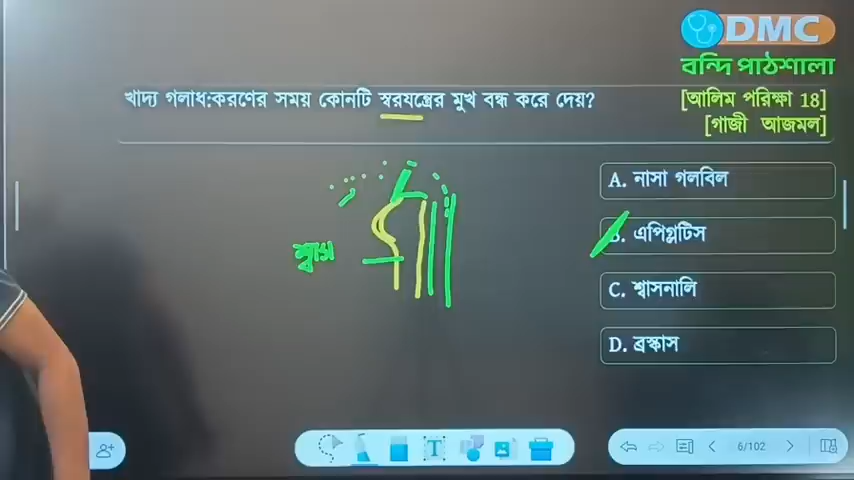 DMC
বন্দি পাঠশালা
খাদ্য গলাধ:করণের সময় কোনটি স্বরযন্ত্রের মুখ বন্ধ করে দেয়?
[আলিম পরিক্ষা 18]
[গাজী আজমল]
A. নাসা গলবিল
B. এপিগ্লটিস
শ্বাস
C. শ্বাসনালি
D. ব্রঙ্কাস
T
6/102